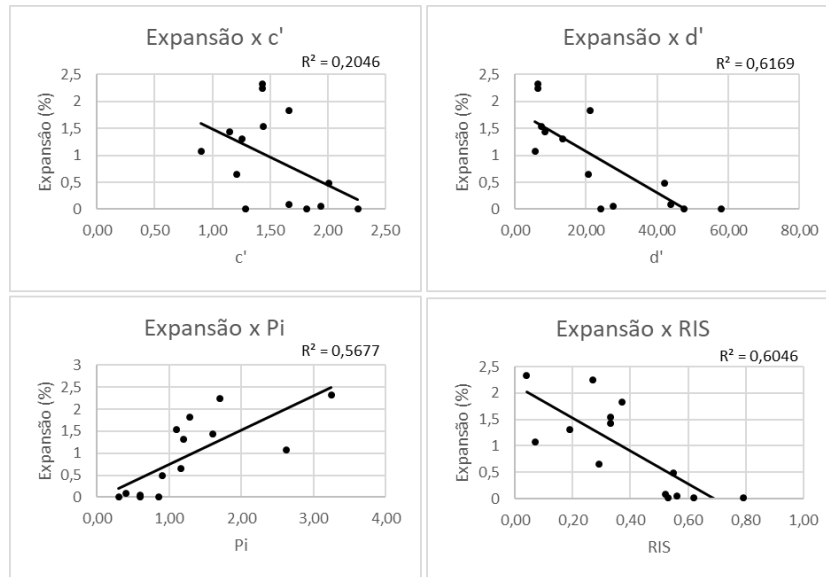 Expansão x c'
R² = 0,2046
2,5
2
1,5
1
0,5
0
Expansão (%)
0,00 0,50 1,00 1,50 2,00 2,50
c'
Expansão x d'
R² = 0,6169
2,5
2
1,5
1
0,5
0
Expansão (%)
0,00 20,00 40,00 60,00 80,00
d'
Expansão x Pi
R² = 0,5677
3
2,5
2
1,5
1
0,5
0
Expansão (%)
0,00 1,00 2,00 3,00 4,00
Pi
Expansão x RIS
R² = 0,6046
2,5
2
1,5
1
0,5
0
Expansão (%)
0,00 0,20 0,40 0,60 0,80 1,00
RIS